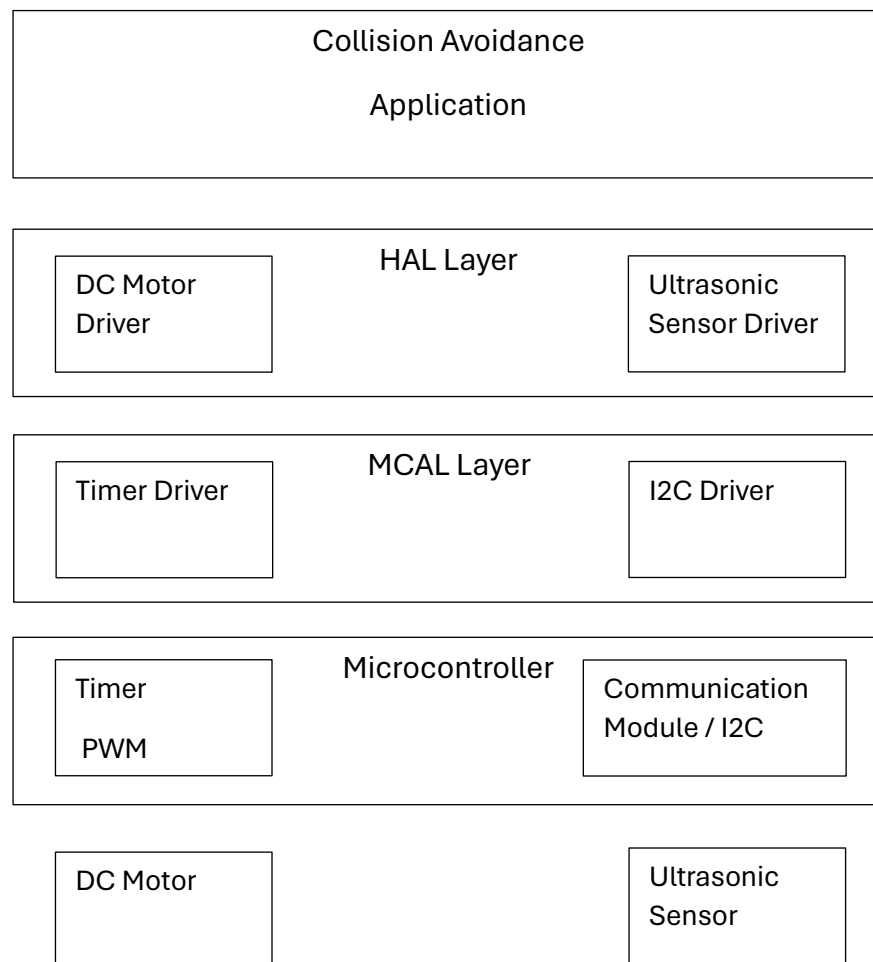 Collision Avoidance
Application
HAL Layer
DC Motor
Driver
Ultrasonic
Sensor Driver
MCAL Layer
Timer Driver
I2C Driver
Microcontroller
Timer
PWM
Communication
Module / I2C
DC Motor
Ultrasonic
Sensor